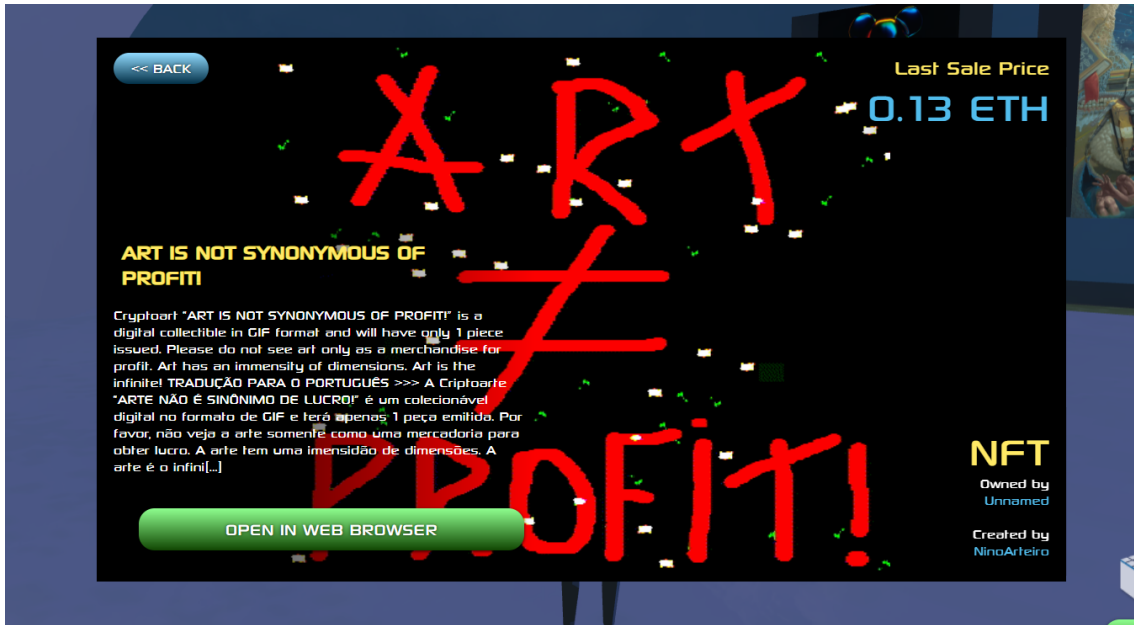 << BACK
Last Sale Price
0.13 ETH
ART
≠
PROFIT!
ART IS NOT SYNONYMOUS OF
PROFIT!
Cryptoart "ART IS NOT SYNONYMOUS OF PROFIT!" is a
digital collectible in GIF format and will have only 1 piece
issued. Please do not see art only as a merchandise for
profit. Art has an immensity of dimensions. Art is the
infinite! TRADUÇÃO PARA O PORTUGUÊS >>> A Criptoarte
"ARTE NÃO É SINÔNIMO DE LUCRO!" é um colecionável
digital no formato de GIF e terá apenas 1 peça emitida. Por
favor, não veja a arte somente como uma mercadoria para
obter lucro. A arte tem uma imensidão de dimensões. A
arte é o infini[...]
OPEN IN WEB BROWSER
NFT
Owned by
Unnamed
Created by
NinoArteiro